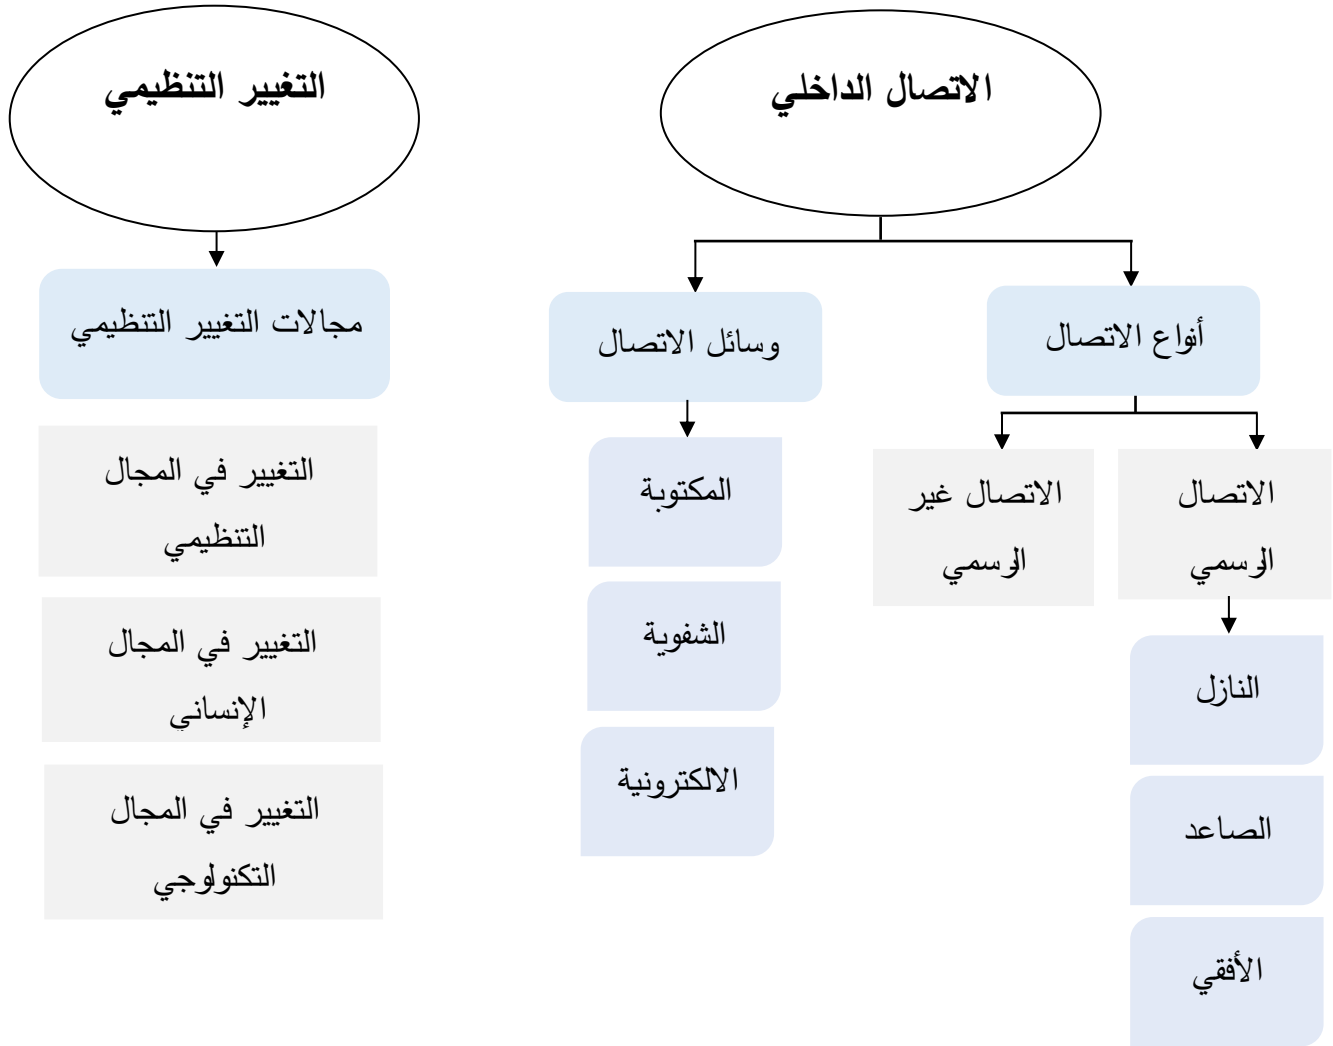 الاتصال الداخلي
التغيير التنظيمي
أنواع الاتصال
وسائل الاتصال
مجالات التغيير التنظيمي
الاتصال
الرسمي
الاتصال غير
الرسمي
النازل
الصاعد
الأفقي
المكتوبة
الشفوية
الالكترونية
التغيير في المجال
التنظيمي
التغيير في المجال
الإنساني
التغيير في المجال
التكنولوجي